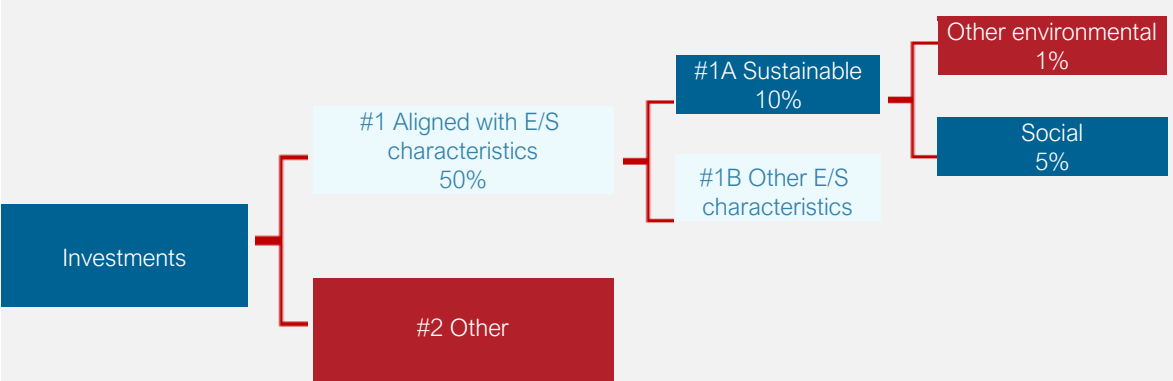 Other environmental
1%
#1A Sustainable
10%
#1 Aligned with E/S
characteristics
50%
Social
5%
#1B Other E/S
characteristics
Investments
#2 Other